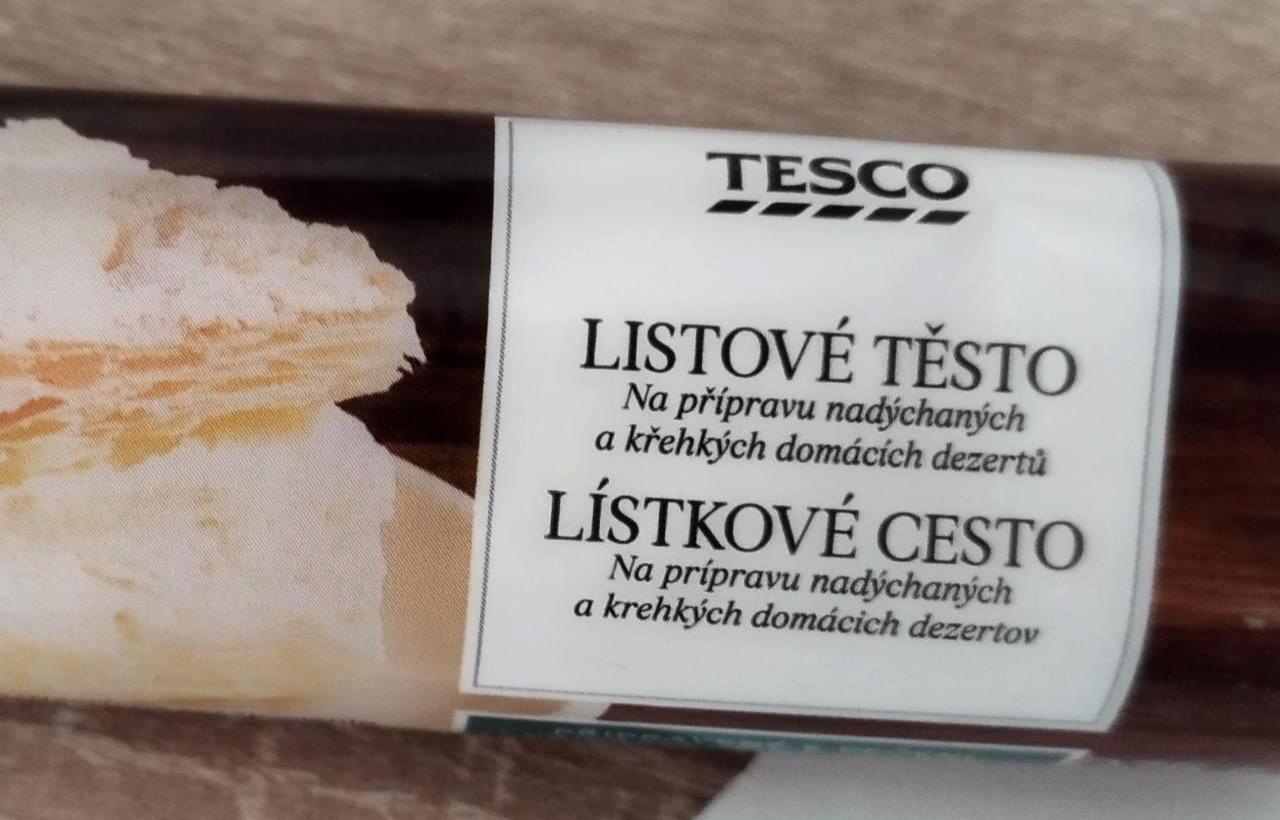 TESCO
LISTOVÉ TĚSTO
Na přípravu nadýchaných
a křehkých domácích dezertů
LÍSTKOVÉ CESTO
Na prípravu nadýchaných
a krehkých domácich dezertov